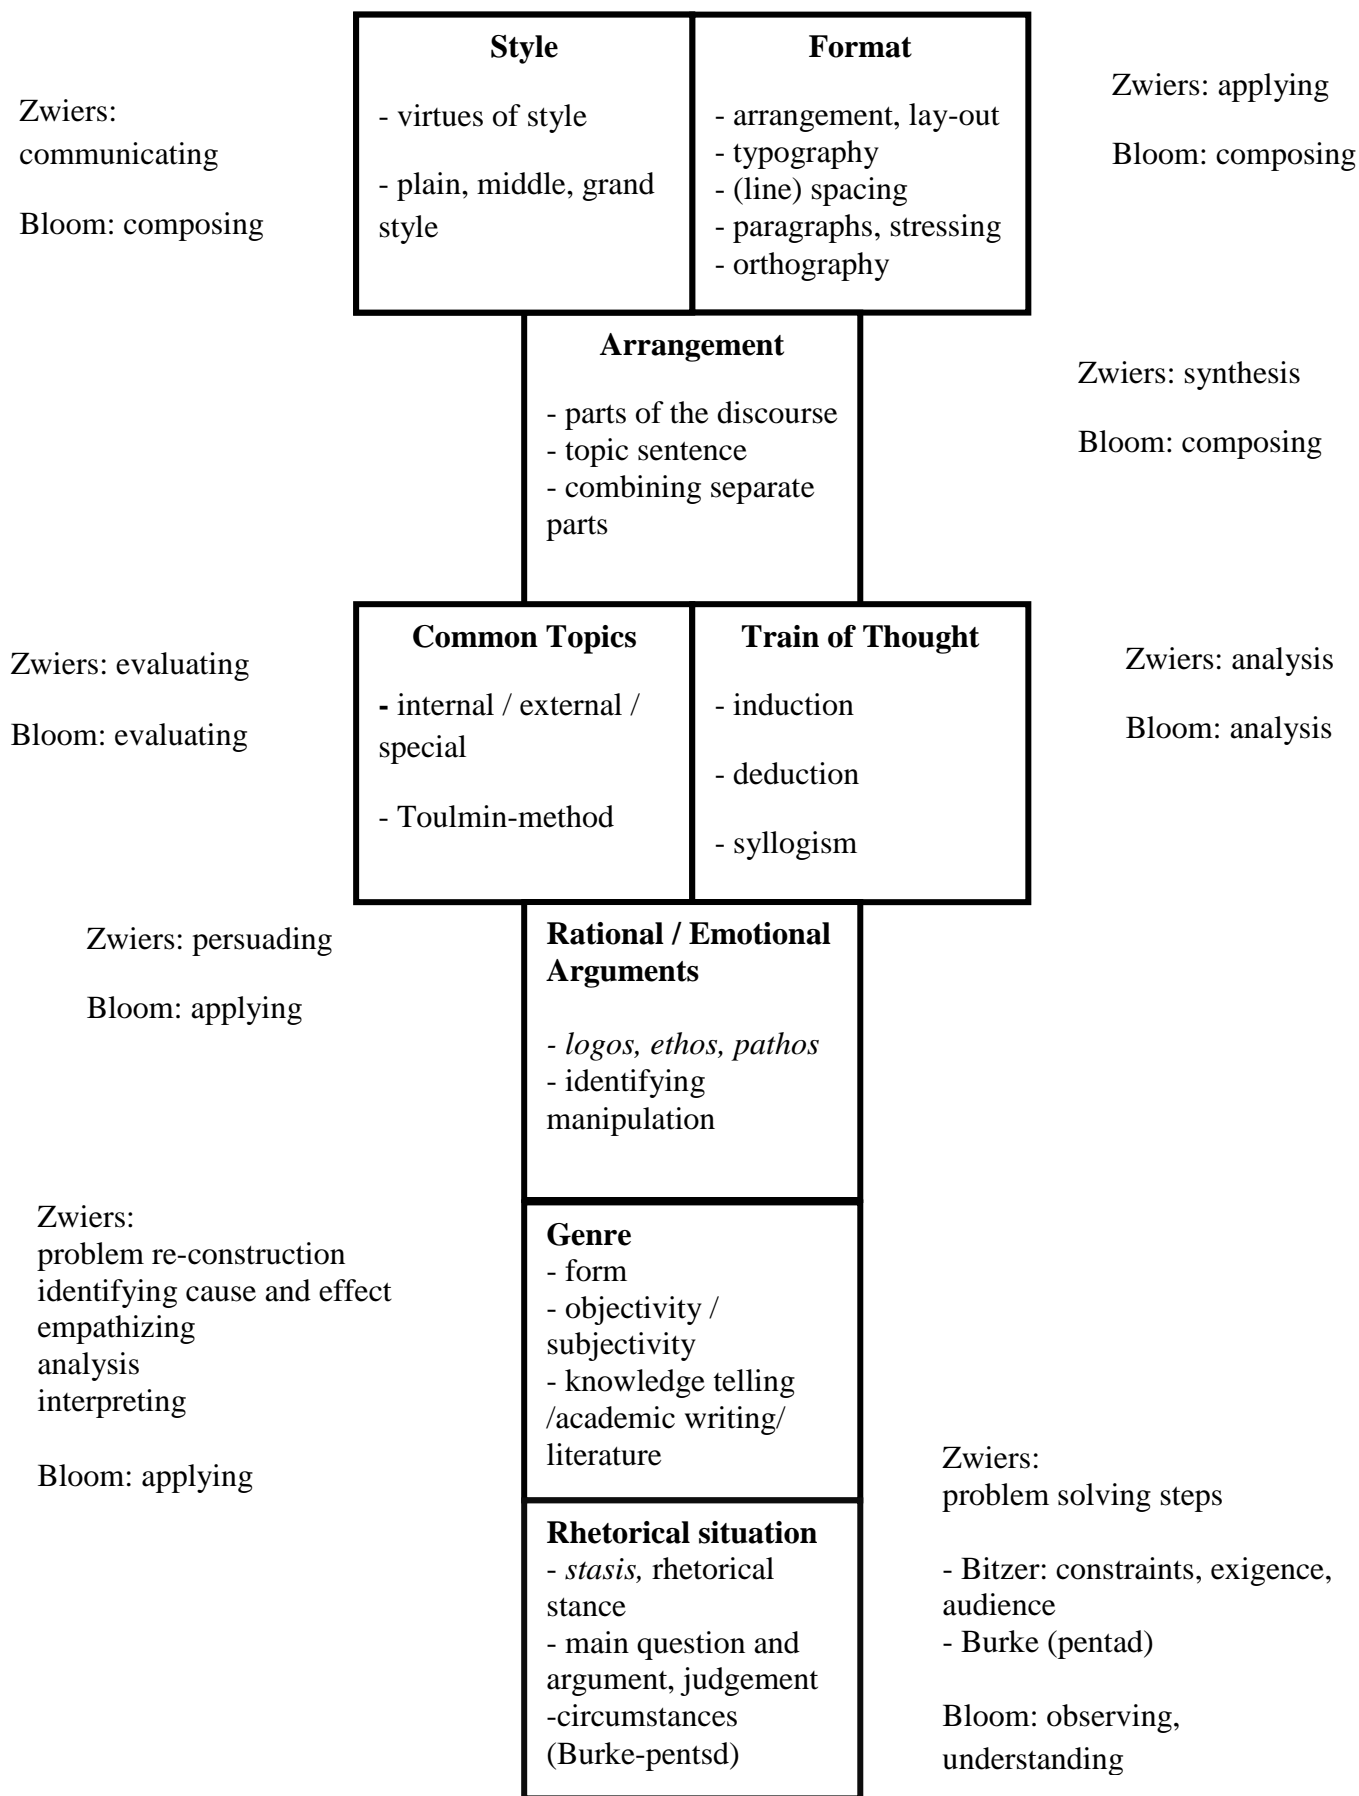 Style
- virtues of style
- plain, middle, grand
style
Format
- arrangement, lay-out
- typography
- (line) spacing
- paragraphs, stressing
- orthography
Zwiers:
communicating
Bloom: composing
Zwiers: applying
Bloom: composing
Arrangement
- parts of the discourse
- topic sentence
- combining separate
parts
Zwiers: synthesis
Bloom: composing
Common Topics
- internal / external /
special
- Toulmin-method
Train of Thought
- induction
- deduction
- syllogism
Zwiers: evaluating
Bloom: evaluating
Zwiers: analysis
Bloom: analysis
Rational / Emotional
Arguments
- logos, ethos, pathos
- identifying
manipulation
Zwiers: persuading
Bloom: applying
Genre
- form
- objectivity /
subjectivity
- knowledge telling
/academic writing/
literature
Zwiers:
problem re-construction
identifying cause and effect
empathizing
analysis
interpreting
Bloom: applying
Rhetorical situation
- stasis, rhetorical
stance
- main question and
argument, judgement
-circumstances
(Burke-pentsd)
Zwiers:
problem solving steps
- Bitzer: constraints, exigence,
audience
- Burke (pentad)
Bloom: observing,
understanding